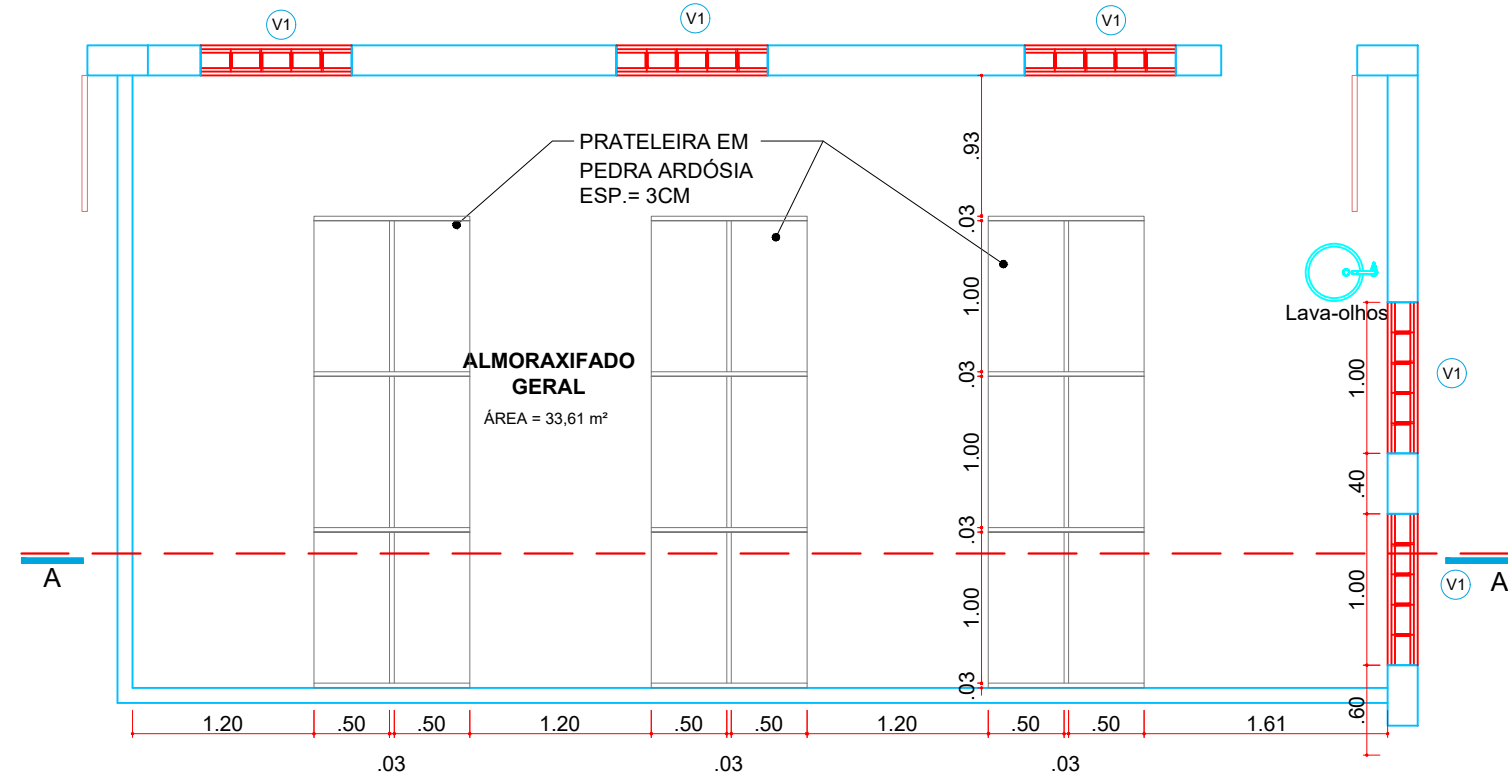 V1
V1
V1
PRATELEIRA EM
PEDRA ARDÓSIA
ESP.= 3CM
.93
.03
1.00
Lava-olhos
ALMORAXIFADO
GERAL
ÁREA = 33,61 m²
.03
1.00
V1
1.00
.40
.03
A
1.00
1.00
V1
A
.03
.60
1.20
.50
.50
1.20
.50
.50
1.20
.50
.50
1.61
.03
.03
.03